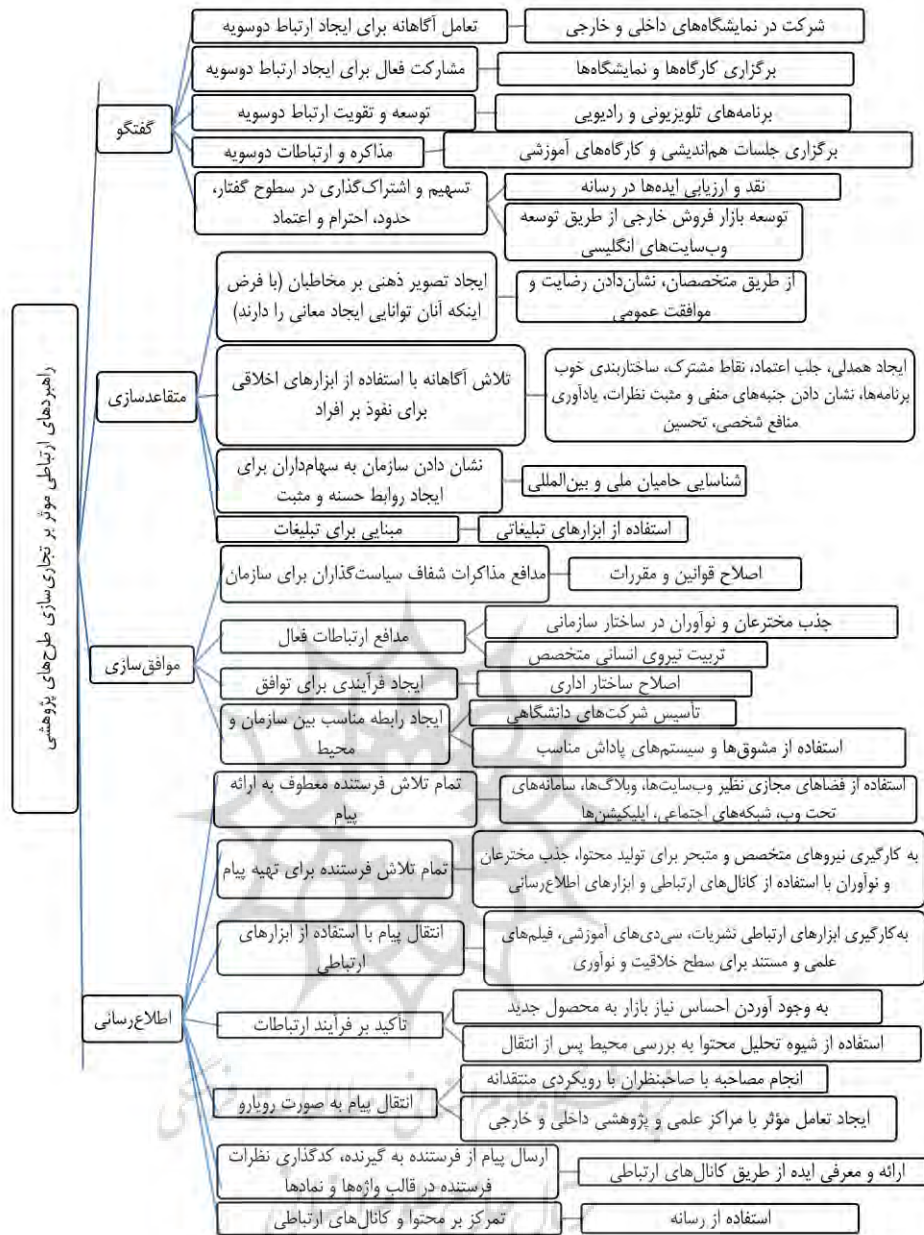 راهبردهای ارتباطی موثر بر تجاری‌سازی طرح‌های پژوهشی
گفتگو
تعامل آگاهانه برای ایجاد ارتباط دوسویه
شرکت در نمایشگاه‌های داخلی و خارجی
مشارکت فعال برای ایجاد ارتباط دوسویه
برگزاری کارگاه‌ها و نمایشگاه‌ها
توسعه و تقویت ارتباط دوسویه
برنامه‌های تلویزیونی و رادیویی
مذاکره و ارتباطات دوسویه
برگزاری جلسات هم‌اندیشی و کارگاه‌های آموزشی
تسهیم و اشتراک‌گذاری در سطوح گفتار،
حدود، احترام و اعتماد
نقد و ارزیابی ایده‌ها در رسانه
توسعه بازار فروش خارجی از طریق توسعه
وب‌سایت‌های انگلیسی
متقاعدسازی
ایجاد تصویر ذهنی بر مخاطبان (با فرض
اینکه آنان توانایی ایجاد معانی را دارند)
از طریق متخصصان، نشان‌دادن رضایت و
موافقت عمومی
تلاش آگاهانه با استفاده از ابزارهای اخلاقی
برای نفوذ بر افراد
ایجاد همدلی، جلب اعتماد، نقاط مشترک، ساختاربندی خوب
برنامه‌ها، نشان دادن جنبه‌های منفی و مثبت نظرات، یادآوری
منافع شخصی، تحسین
نشان دادن سازمان به سهام‌داران برای
ایجاد روابط حسنه و مثبت
شناسایی حامیان ملی و بین‌المللی
مبنایی برای تبلیغات
استفاده از ابزارهای تبلیغاتی
موافق‌سازی
مدافع مذاکرات شفاف سیاست‌گذاران برای سازمان
اصلاح قوانین و مقررات
مدافع ارتباطات فعال
جذب مخترعان و نوآوران در ساختار سازمانی
تربیت نیروی انسانی متخصص
ایجاد فرآیندی برای توافق
اصلاح ساختار اداری
ایجاد رابطه مناسب بین سازمان و
محیط
تأسیس شرکت‌های دانشگاهی
استفاده از مشوق‌ها و سیستم‌های پاداش مناسب
اطلاع‌رسانی
تمام تلاش فرستنده معطوف به ارائه
پیام
استفاده از فضاهای مجازی نظیر وب‌سایت‌ها، وبلاگ‌ها، سامانه‌های
تحت وب، شبکه‌های اجتماعی، اپلیکیشن‌ها
تمام تلاش فرستنده برای تهیه پیام
به کارگیری نیروهای متخصص و متبحر برای تولید محتوا، جذب مخترعان
و نوآوران با استفاده از کانال‌های ارتباطی و ابزارهای اطلاع‌رسانی
انتقال پیام با استفاده از ابزارهای
ارتباطی
به‌کارگیری ابزارهای ارتباطی نشریات، سی‌دی‌های آموزشی، فیلم‌های
علمی و مستند برای سطح خلاقیت و نوآوری
تأکید بر فرآیند ارتباطات
به وجود آوردن احساس نیاز بازار به محصول جدید
استفاده از شیوه تحلیل محتوا به بررسی محیط پس از انتقال
انتقال پیام به صورت رویارو
انجام مصاحبه با صاحبنظران با رویکردی منتقدانه
ایجاد تعامل مؤثر با مراکز علمی و پژوهشی داخلی و خارجی
ارسال پیام از فرستنده به گیرنده، کدگذاری نظرات
فرستنده در قالب واژه‌ها و نمادها
ارائه و معرفی ایده از طریق کانال‌های ارتباطی
تمرکز بر محتوا و کانال‌های ارتباطی
استفاده از رسانه